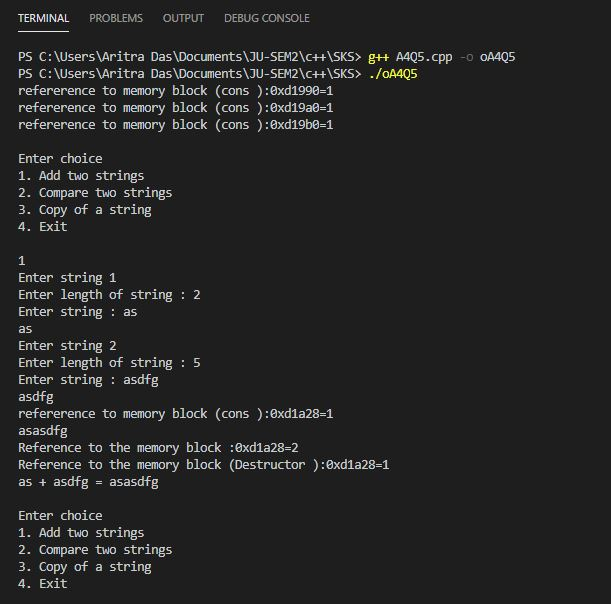 TERMINAL PROBLEMS OUTPUT DEBUG CONSOLE
PS C:\Users\Aritra Das\Documents\JU-SEM2\c++\SKS> g++ A4Q5.cpp -o oA4Q5
PS C:\Users\Aritra Das\Documents\JU-SEM2\c++\SKS> ./oA4Q5
refererence to memory block (cons ):0xd1990=1
refererence to memory block (cons ):0xd19a0=1
refererence to memory block (cons ):0xd19b0=1
Enter choice
1. Add two strings
2. Compare two strings
3. Copy of a string
4. Exit
1
Enter string 1
Enter length of string : 2
Enter string : as
as
Enter string 2
Enter length of string : 5
Enter string : asdfg
asdfg
refererence to memory block (cons ):0xd1a28=1
asasdfg
Reference to the memory block :0xd1a28=2
Reference to the memory block (Destructor ):0xd1a28=1
as + asdfg = asasdfg
Enter choice
1. Add two strings
2. Compare two strings
3. Copy of a string
4. Exit